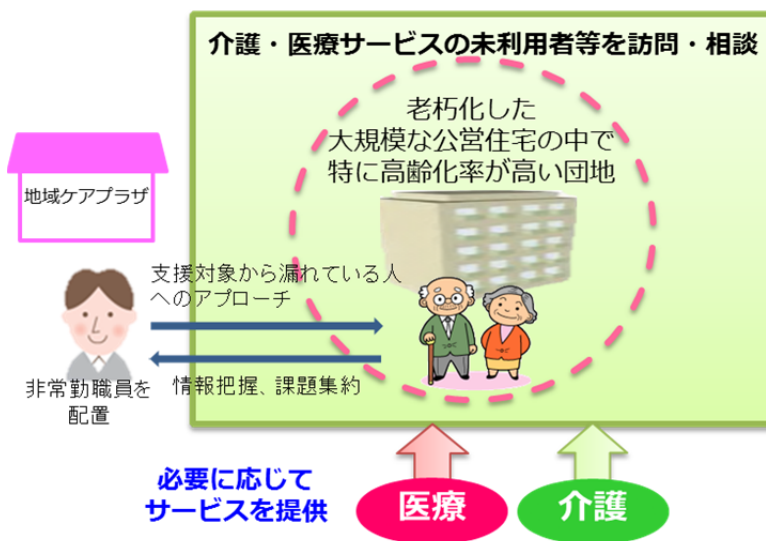 介護・医療サービスの未利用者等を訪問・相談
老朽化した
大規模な公営住宅の中で
特に高齢化率が高い団地
地域ケアプラザ
支援対象から漏れている人
へのアプローチ
情報把握、課題集約
非常勤職員を
配置
必要に応じて
サービスを提供
医療
介護